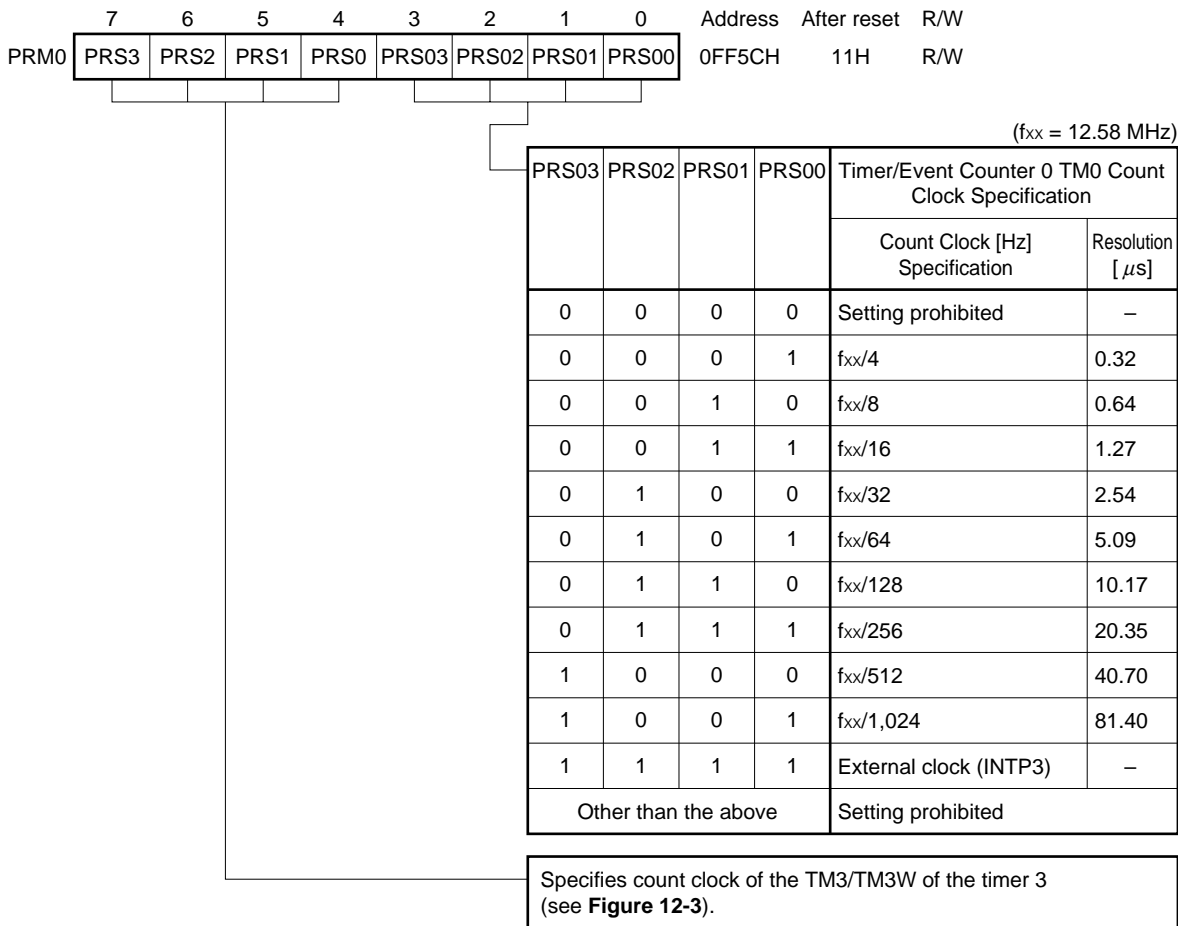 7 6 5 4 3 2 1 0 Address After reset R/W
PRM0 PRS3 PRS2 PRS1 PRS0 PRS03 PRS02 PRS01 PRS00 0FF5CH 11H R/W
(fxx = 12.58 MHz)
PRS03 PRS02 PRS01 PRS00 Timer/Event Counter 0 TM0 Count
Clock Specification
Count Clock [Hz]
Specification
Resolution
[µs]
0 0 0 0 Setting prohibited –
0 0 0 1 fxx/4 0.32
0 0 1 0 fxx/8 0.64
0 0 1 1 fxx/16 1.27
0 1 0 0 fxx/32 2.54
0 1 0 1 fxx/64 5.09
0 1 1 0 fxx/128 10.17
0 1 1 1 fxx/256 20.35
1 0 0 0 fxx/512 40.70
1 0 0 1 fxx/1,024 81.40
1 1 1 1 External clock (INTP3) –
Other than the above Setting prohibited
Specifies count clock of the TM3/TM3W of the timer 3
(see Figure 12-3).